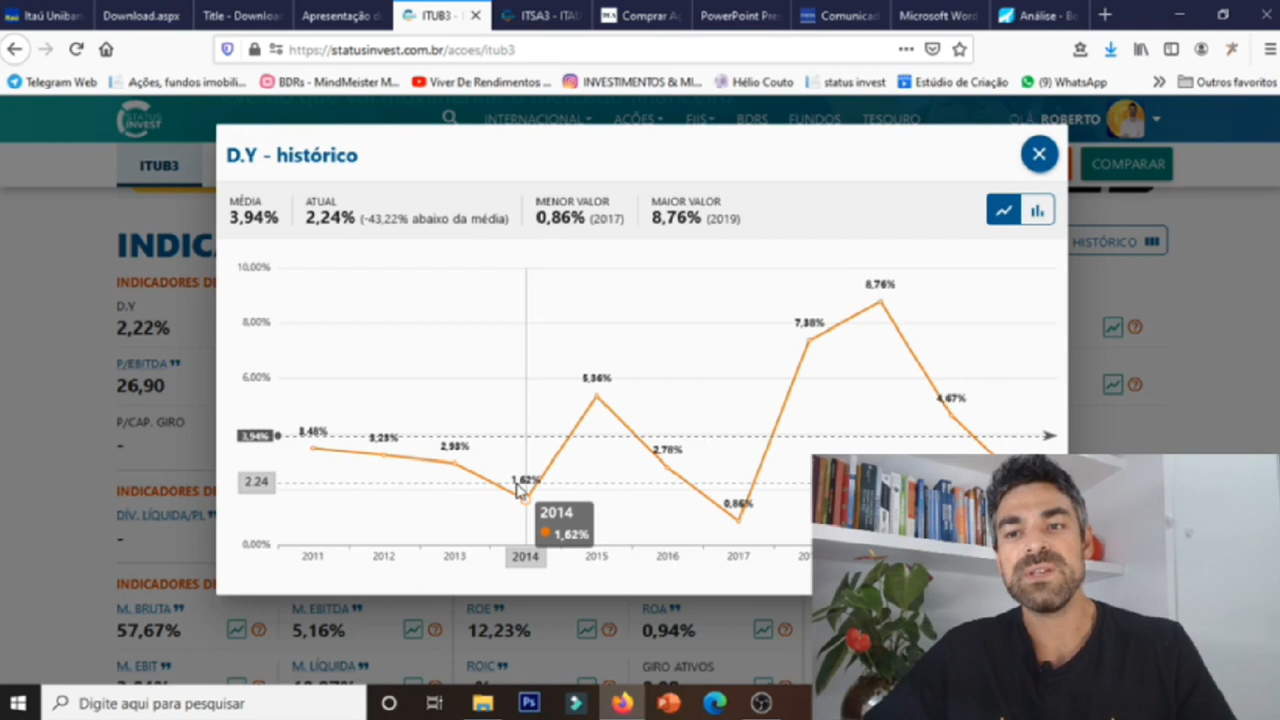 Itaú Uniban
Download.aspx
Title - Downloa
Apresentação d
ITUB3 -
ITSA3 - ITAU
Comprar Aç
PowerPoint Pre
Comunicad
Microsoft Word
Análise - Bo
https://statusinvest.com.br/acoes/itub3
Telegram Web
Ações, fundos imobili...
BDRs - MindMeister M...
Viver De Rendimentos ...
INVESTIMENTOS & MI...
Hélio Couto
status invest
Estúdio de Criação
(9) WhatsApp
Outros favoritos
STATUS
INVEST
INTERNACIONAL
AÇÕES
FIIS
BDRS
FUNDOS
TESOURO
OLÁ, ROBERTO
ITUB3
COMPARAR
D.Y - histórico
MÉDIA
3,94%
ATUAL
2,24% (-43,22% abaixo da média)
MENOR VALOR
0,86% (2017)
MAIOR VALOR
8,76% (2019)
INDICA
HISTÓRICO
INDICADORES DE
D.Y
2,22%
P/EBITDA
26,90
P/CAP. GIRO
-
INDICADORES DE
DÍV. LÍQUIDA/PL
-
INDICADORES DE
M. BRUTA
57,67%
M. EBITDA
5,16%
ROE
12,23%
ROA
0,94%
M. EBIT
M. LÍQUIDA
ROIC
GIRO ATIVOS
10,00%
8,00%
6,00%
3,94%
2.24
0,00%
3,48%
3,23%
2,93%
1,62%
5,36%
2,78%
0,86%
7,38%
8,76%
4,67%
2014
1,62%
2011
2012
2013
2014
2015
2016
2017
Digite aqui para pesquisar